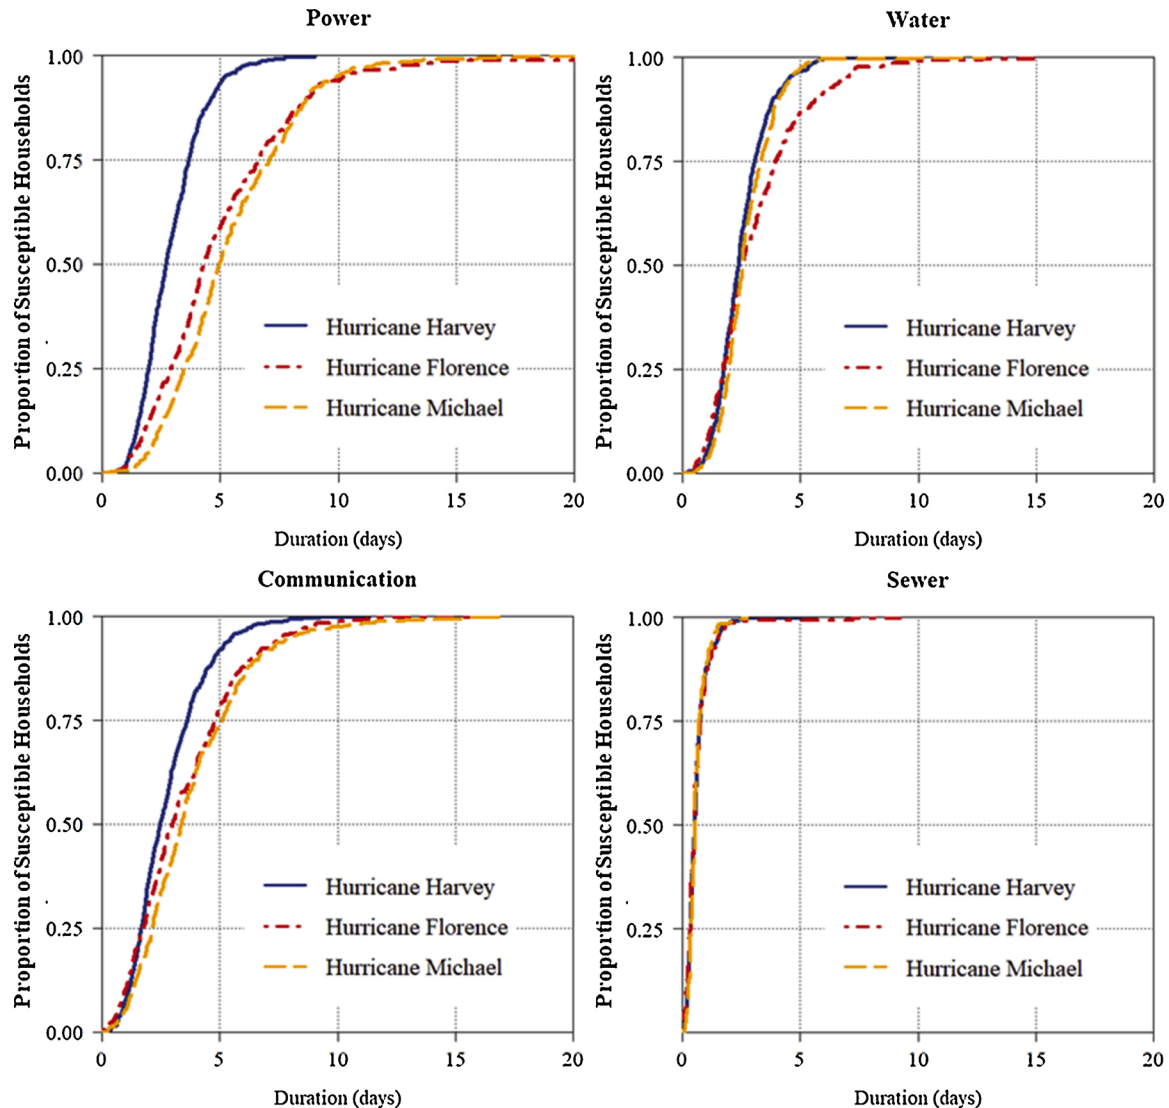 Power
Proportion of Susceptible Households
1.00
0.75
0.50
0.25
0.00
Hurricane Harvey
Hurricane Florence
Hurricane Michael
0 5 10 15 20
Duration (days)
Water
Proportion of Susceptible Households
1.00
0.75
0.50
0.25
0.00
Hurricane Harvey
Hurricane Florence
Hurricane Michael
0 5 10 15 20
Duration (days)
Communication
Proportion of Susceptible Households
1.00
0.75
0.50
0.25
0.00
Hurricane Harvey
Hurricane Florence
Hurricane Michael
0 5 10 15 20
Duration (days)
Sewer
Proportion of Susceptible Households
1.00
0.75
0.50
0.25
Hurricane Harvey
Hurricane Florence
Hurricane Michael
0 5 10 15 20
Duration (days)